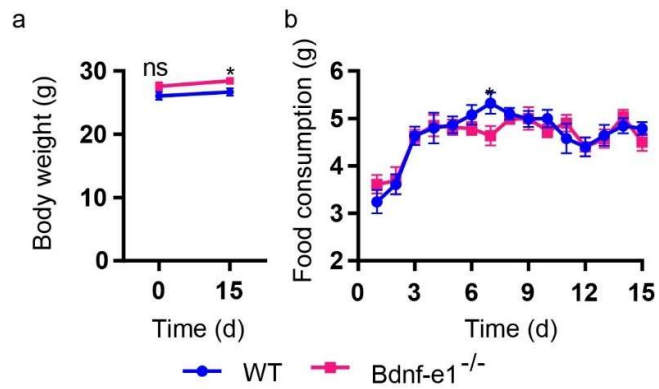 a
b
ns
*
30
20
10
0
Body weight (g)
0
15
Time (d)
*
6
5
4
3
2
Food consumption (g)
0
3
6
9
12
15
Time (d)
WT
Bdnf-e1-/-